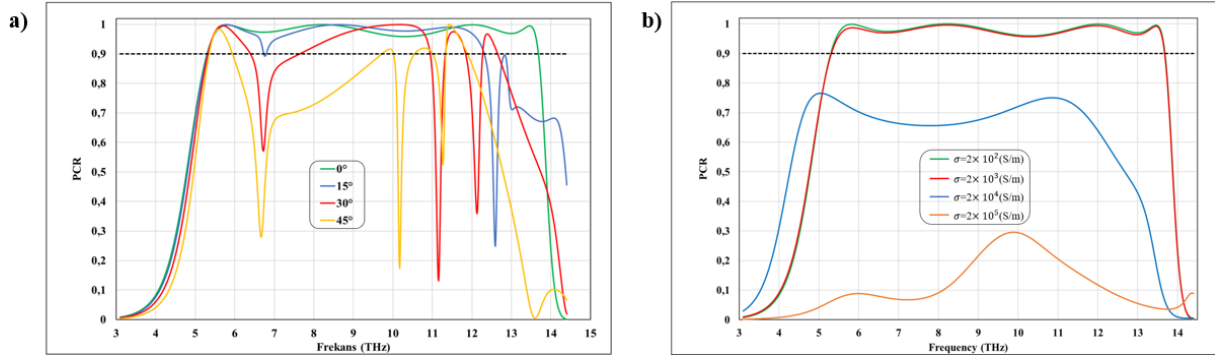 a)
1
0,9
0,8
0,7
0,6
0,5
0,4
0,3
0,2
0,1
0
PCR
0°
15°
30°
45°
3 4 5 6 7 8 9 10 11 12 13 14 15
Frekans (THz)
b)
1
0,9
0,8
0,7
0,6
0,5
0,4
0,3
0,2
0,1
0
PCR
σ=2× 10²(S/m)
σ=2× 10³(S/m)
σ=2× 10⁴(S/m)
σ=2× 10⁵(S/m)
3 4 5 6 7 8 9 10 11 12 13 14
Frequency (THz)